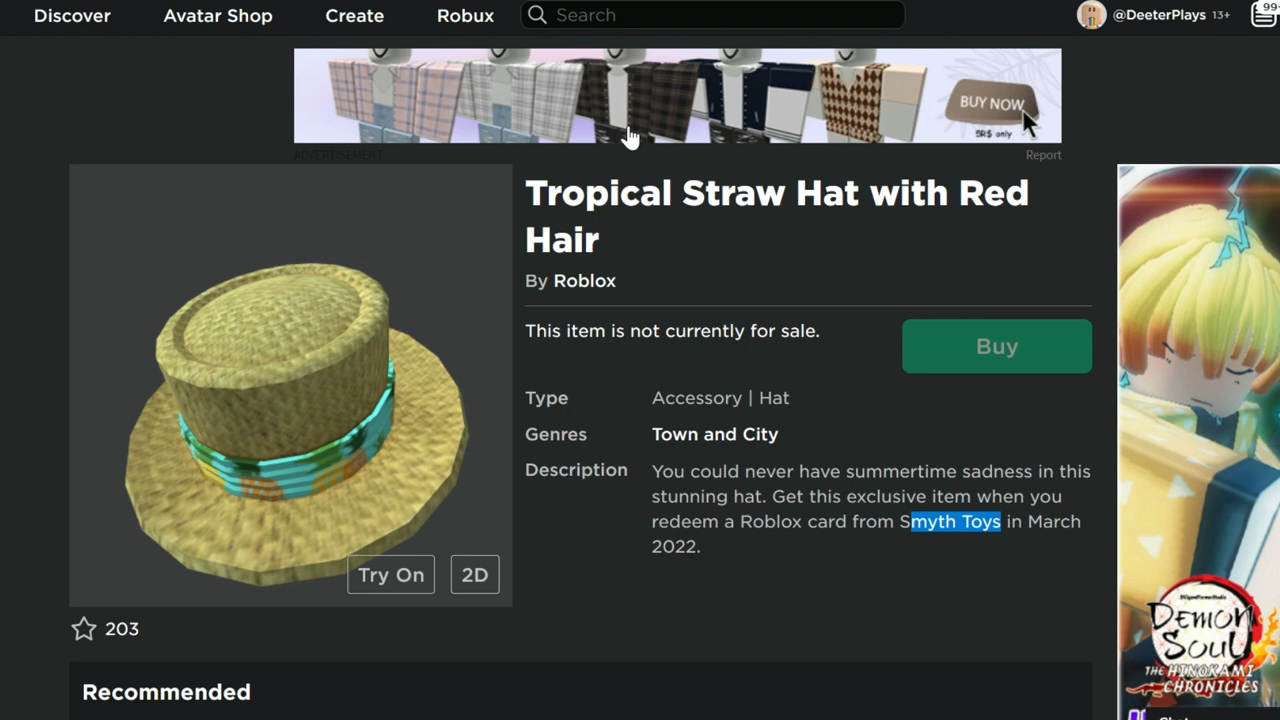 Discover
Avatar Shop
Create
Robux
Search
@DeeterPlays 13+
99+
BUY NOW
5R$ only
ADVERTISEMENT
Report
Tropical Straw Hat with Red
Hair
By Roblox
This item is not currently for sale.
Buy
Type
Accessory | Hat
Genres
Town and City
Description
You could never have summertime sadness in this
stunning hat. Get this exclusive item when you
redeem a Roblox card from Smyth Toys in March
2022.
Try On
2D
203
Recommended
DEMON
SOUL
THE HINOKAMI
CHRONICLES